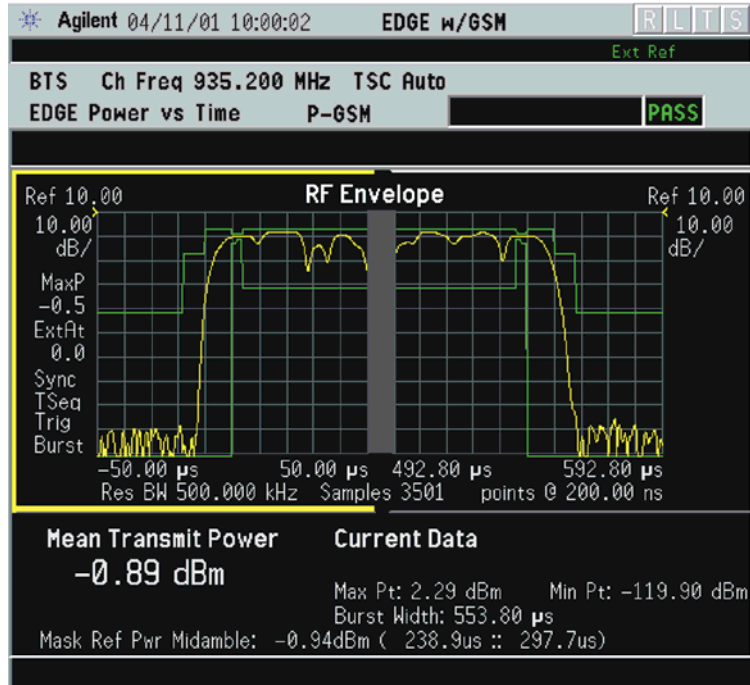 Agilent 04/11/01 10:00:02 EDGE w/GSM R L T S
Ext Ref
BTS Ch Freq 935.200 MHz TSC Auto
EDGE Power vs Time P-GSM PASS
Ref 10.00 RF Envelope Ref 10.00
10.00 10.00
dB/ dB/
MaxP
-0.5
ExtAt
0.0
Sync
TSeq
Trig
Burst
-50.00 µs 50.00 µs 492.80 µs 592.80 µs
Res BW 500.000 kHz Samples 3501 points @ 200.00 ns
Mean Transmit Power Current Data
-0.89 dBm
Max Pt: 2.29 dBm Min Pt: -119.90 dBm
Burst Width: 553.80 µs
Mask Ref Pwr Midamble: -0.94dBm ( 238.9us :: 297.7us)